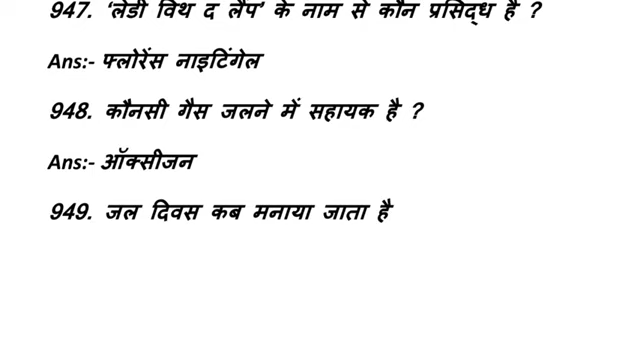 947. ‘लेडी विथ द लैंप’ के नाम से कौन प्रसिद्ध है ?
Ans:- फ्लोरेंस नाइटिंगेल
948. कौनसी गैस जलने में सहायक है ?
Ans:- ऑक्सीजन
949. जल दिवस कब मनाया जाता है